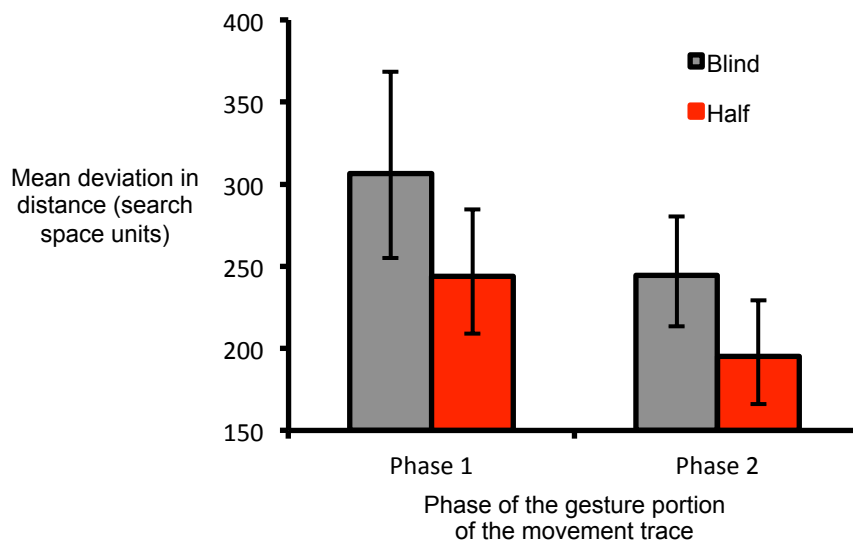 400
350
300
250
200
150
Mean deviation in
distance (search
space units)
Blind
Half
Phase 1
Phase 2
Phase of the gesture portion
of the movement trace